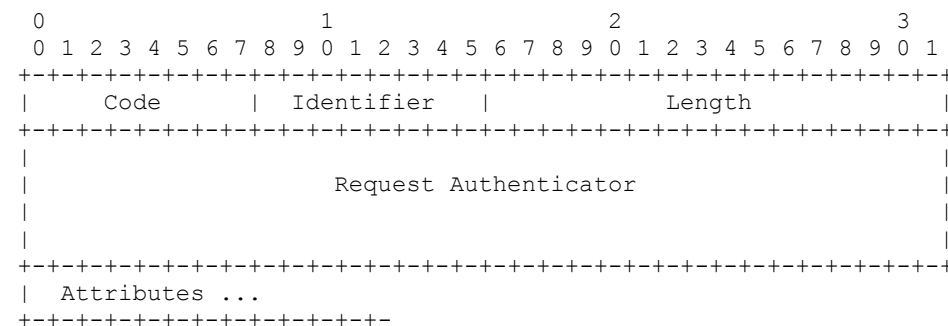 0                   1                   2                   3
 0 1 2 3 4 5 6 7 8 9 0 1 2 3 4 5 6 7 8 9 0 1 2 3 4 5 6 7 8 9 0 1
+-+-+-+-+-+-+-+-+-+-+-+-+-+-+-+-+-+-+-+-+-+-+-+-+-+-+-+-+-+-+-+-+
|     Code      |  Identifier   |            Length             |
+-+-+-+-+-+-+-+-+-+-+-+-+-+-+-+-+-+-+-+-+-+-+-+-+-+-+-+-+-+-+-+-+
|                                                               |
|                     Request Authenticator                     |
|                                                               |
|                                                               |
+-+-+-+-+-+-+-+-+-+-+-+-+-+-+-+-+-+-+-+-+-+-+-+-+-+-+-+-+-+-+-+-+
|  Attributes ...
+-+-+-+-+-+-+-+-+-+-+-+-+-